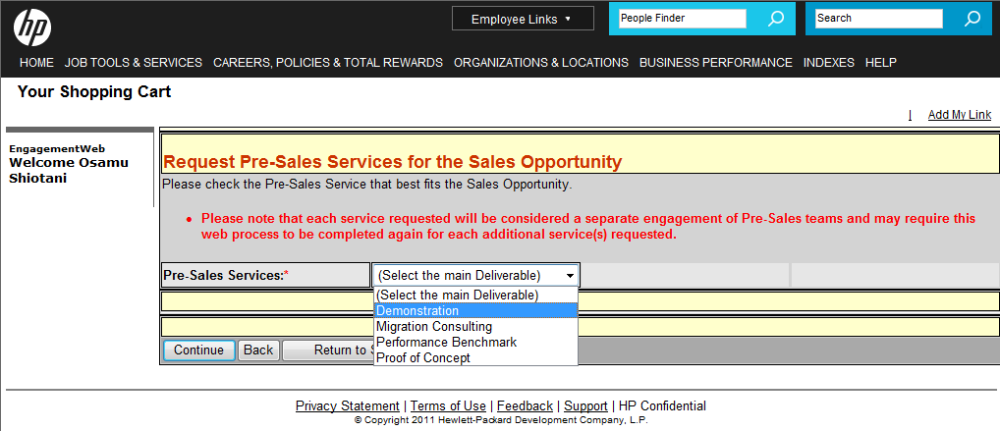 hp
Employee Links
People Finder
Search
HOME JOB TOOLS & SERVICES CAREERS, POLICIES & TOTAL REWARDS ORGANIZATIONS & LOCATIONS BUSINESS PERFORMANCE INDEXES HELP
Your Shopping Cart
| Add My Link
EngagementWeb
Welcome Osamu
Shiotani
Request Pre-Sales Services for the Sales Opportunity
Please check the Pre-Sales Service that best fits the Sales Opportunity.
• Please note that each service requested will be considered a separate engagement of Pre-Sales teams and may require this
web process to be completed again for each additional service(s) requested.
Pre-Sales Services:* (Select the main Deliverable)
(Select the main Deliverable)
Demonstration
Migration Consulting
Performance Benchmark
Proof of Concept
Continue Back Return to
Privacy Statement | Terms of Use | Feedback | Support | HP Confidential
© Copyright 2011 Hewlett-Packard Development Company, L.P.